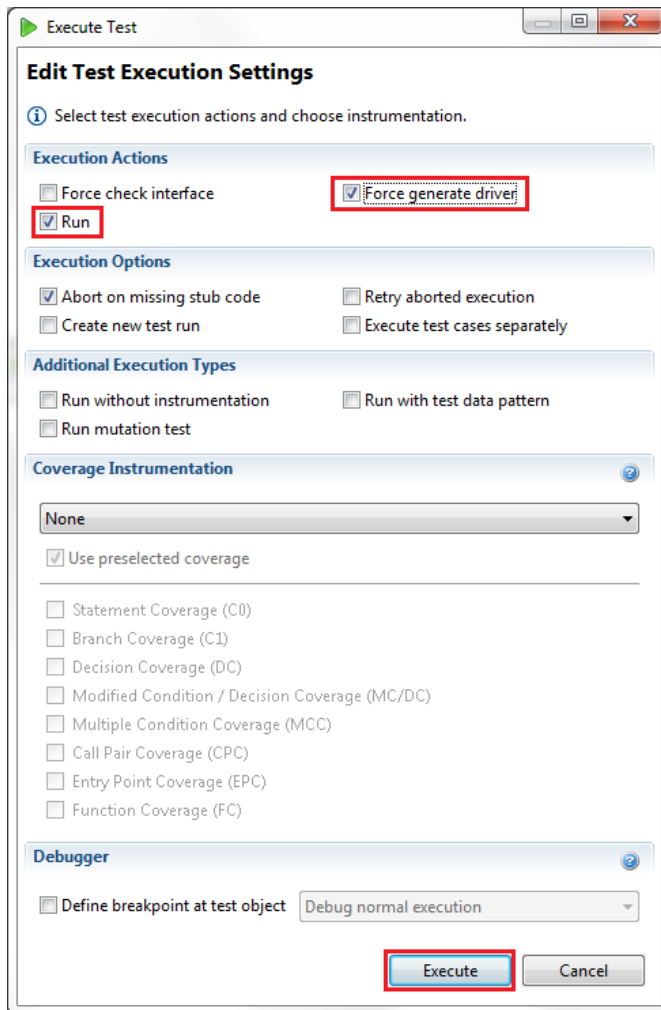 Execute Test
Edit Test Execution Settings
Select test execution actions and choose instrumentation.
Execution Actions
Force check interface
Force generate driver
Run
Execution Options
Abort on missing stub code
Retry aborted execution
Create new test run
Execute test cases separately
Additional Execution Types
Run without instrumentation
Run with test data pattern
Run mutation test
Coverage Instrumentation
None
Use preselected coverage
Statement Coverage (C0)
Branch Coverage (C1)
Decision Coverage (DC)
Modified Condition / Decision Coverage (MC/DC)
Multiple Condition Coverage (MCC)
Call Pair Coverage (CPC)
Entry Point Coverage (EPC)
Function Coverage (FC)
Debugger
Define breakpoint at test object
Debug normal execution
Execute
Cancel